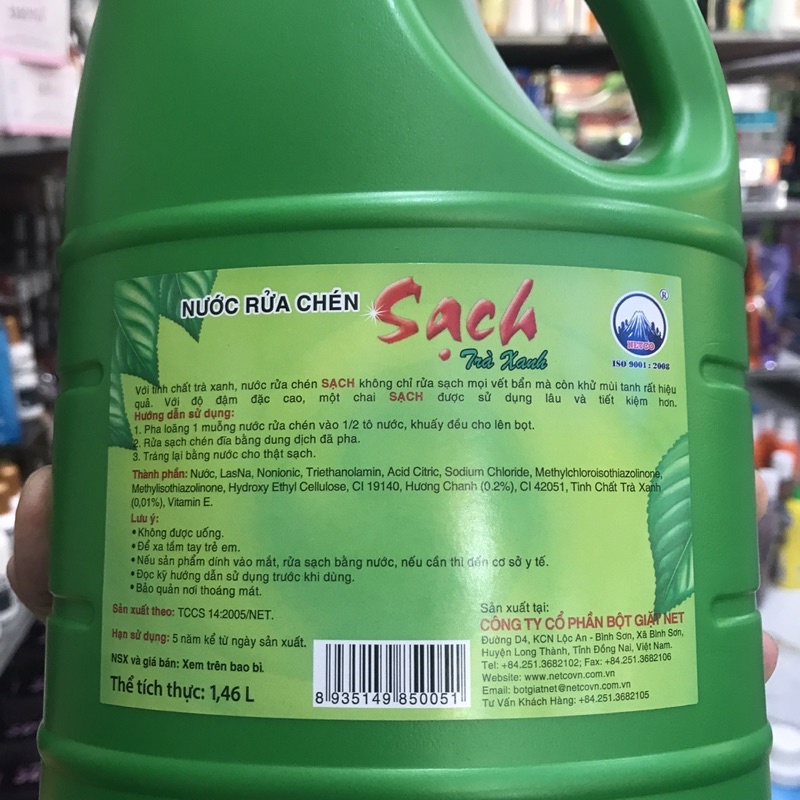 NƯỚC RỬA CHÉN
Sạch
Trà Xanh
®
NETCO
ISO 9001 : 2008
Với tinh chất trà xanh, nước rửa chén SẠCH không chỉ rửa sạch mọi vết bẩn mà còn khử mùi tanh rất hiệu
quả. Với độ đậm đặc cao, một chai SẠCH được sử dụng lâu và tiết kiệm hơn.
Hướng dẫn sử dụng:
1. Pha loãng 1 muỗng nước rửa chén vào 1/2 tô nước, khuấy đều cho lên bọt.
2. Rửa sạch chén đĩa bằng dung dịch đã pha.
3. Tráng lại bằng nước cho thật sạch.
Thành phần: Nước, LasNa, Nonionic, Triethanolamin, Acid Citric, Sodium Chloride, Methylchloroisothiazolinone,
Methylisothiazolinone, Hydroxy Ethyl Cellulose, CI 19140, Hương Chanh (0.2%), CI 42051, Tinh Chất Trà Xanh
(0,01%), Vitamin E.
Lưu ý:
• Không được uống.
• Để xa tầm tay trẻ em.
• Nếu sản phẩm dính vào mắt, rửa sạch bằng nước, nếu cần thì đến cơ sở y tế.
• Đọc kỹ hướng dẫn sử dụng trước khi dùng.
• Bảo quản nơi thoáng mát.
Sản xuất theo: TCCS 14:2005/NET.
Hạn sử dụng: 5 năm kể từ ngày sản xuất.
NSX và giá bán: Xem trên bao bì.
Thể tích thực: 1,46 L
8 935149 850051
Sản xuất tại:
CÔNG TY CỔ PHẦN BỘT GIẶT NET
Đường D4, KCN Lộc An - Bình Sơn, Xã Bình Sơn,
Huyện Long Thành, Tỉnh Đồng Nai, Việt Nam.
Tel: +84.251.3682102; Fax: +84.251.3682106
Website: www.netcovn.com.vn
Email: botgiatnet@netcovn.com.vn
Tư Vấn Khách Hàng: +84.251.3682105